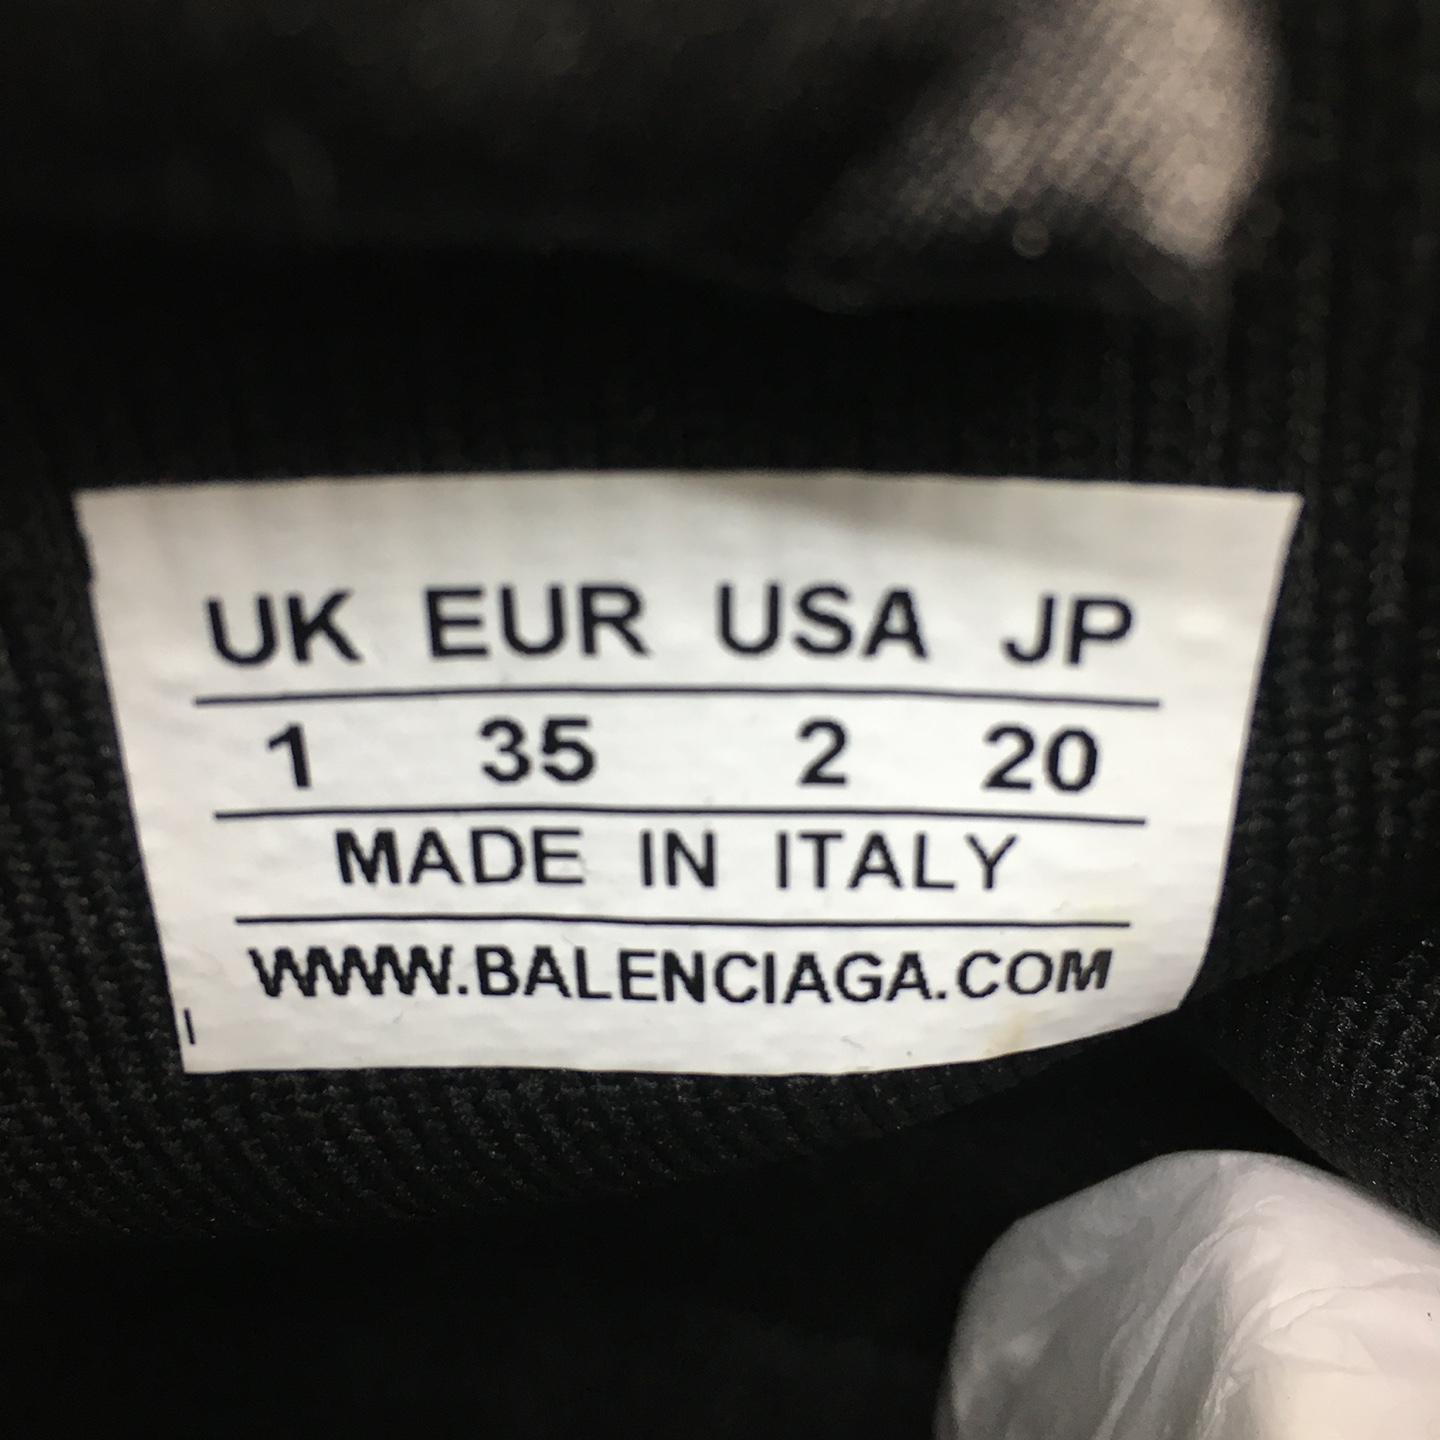 UK EUR USA JP
1 35 2 20
MADE IN ITALY
WWW.BALENCIAGA.COM